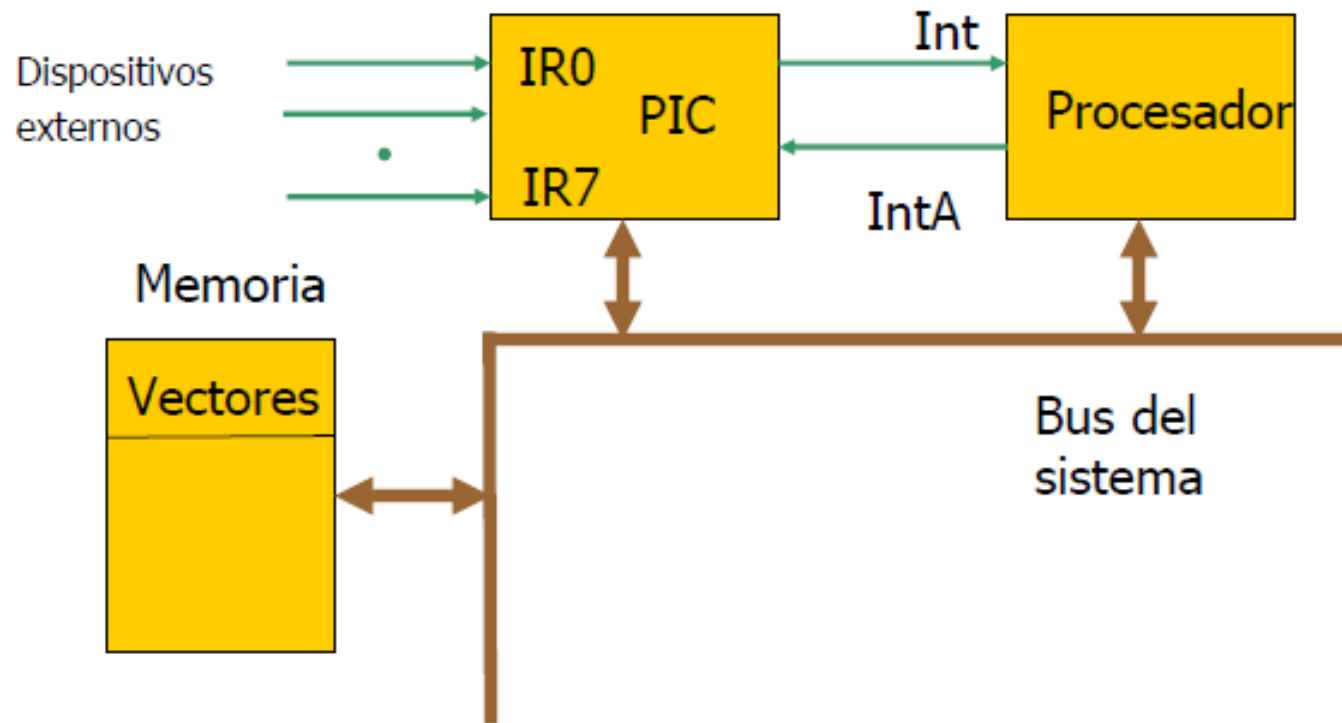 Dispositivos
externos
IR0
PIC
IR7
Int
IntA
Procesador
Memoria
Vectores
Bus del
sistema